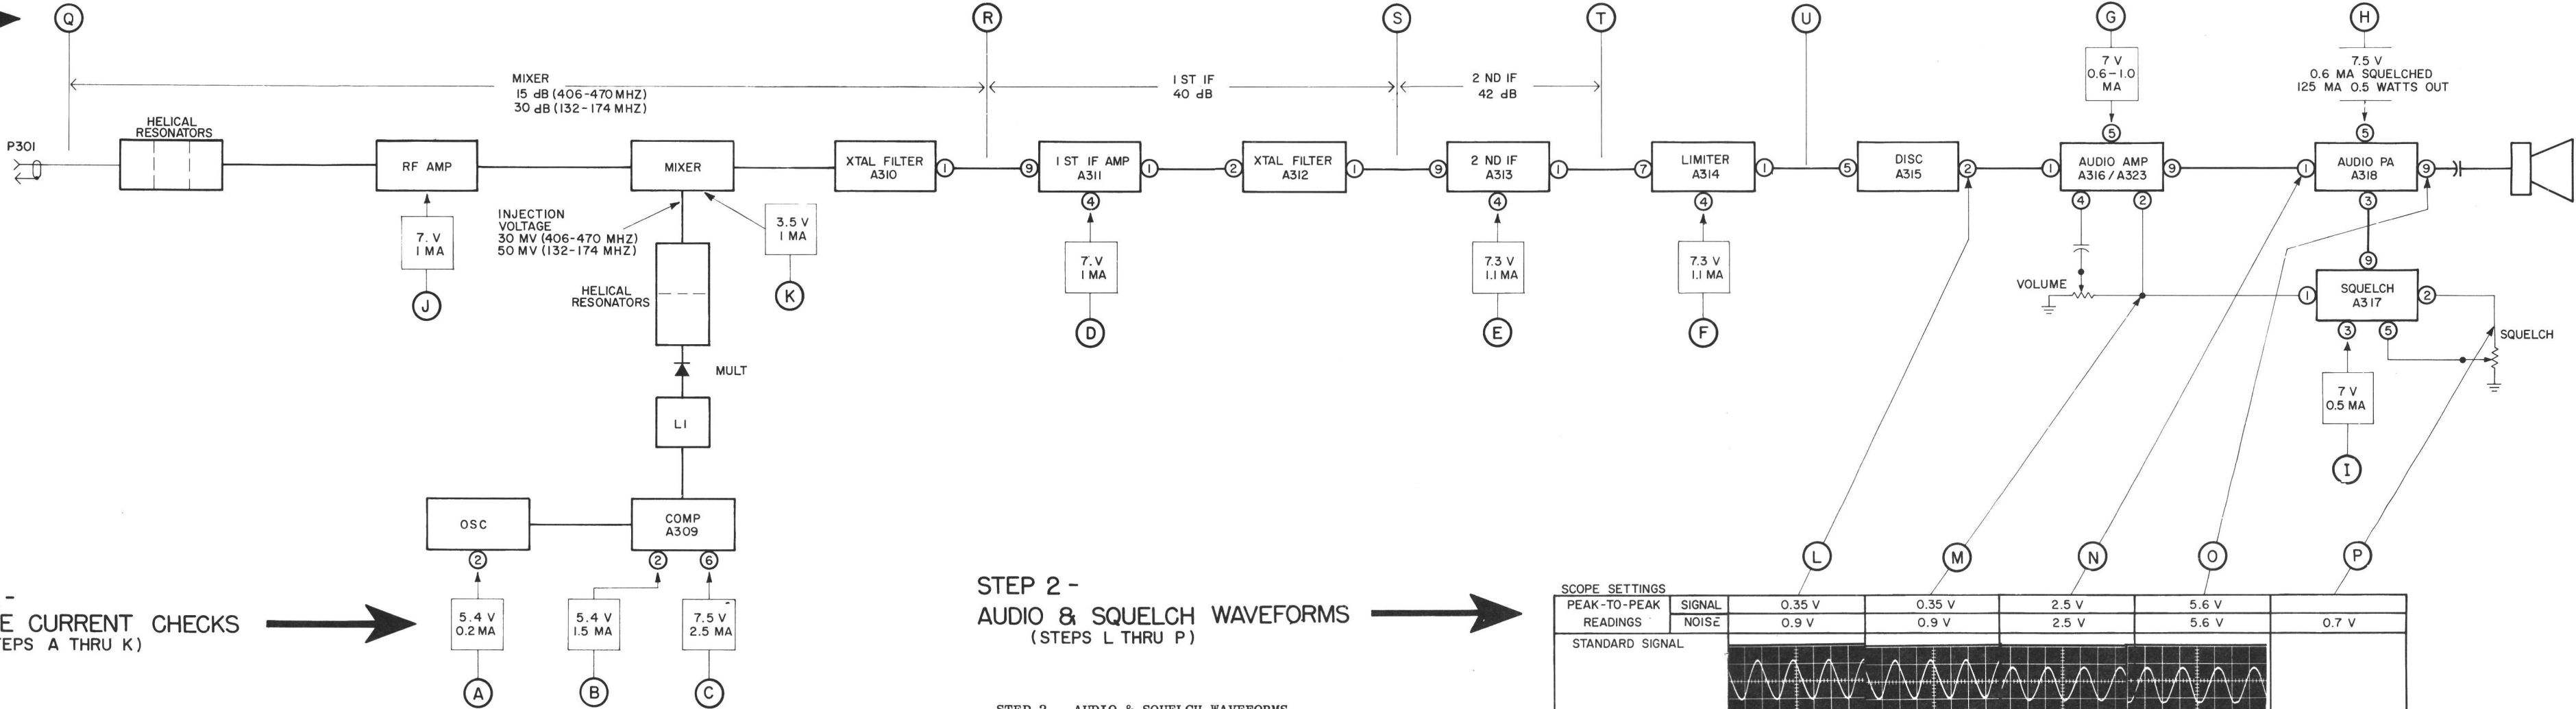 Q
R
S
T
U
G
H
7 V
0.6-1.0
MA
7.5 V
0.6 MA SQUELCHED
125 MA 0.5 WATTS OUT
MIXER
15 dB (406-470 MHZ)
30 dB (132-174 MHZ)
1 ST IF
40 dB
2 ND IF
42 dB
P301
HELICAL
RESONATORS
RF AMP
MIXER
XTAL FILTER
A310
1
9
1 ST IF AMP
A311
1
2
XTAL FILTER
A312
1
9
2 ND IF
A313
1
7
LIMITER
A314
1
5
DISC
A315
2
1
5
AUDIO AMP
A316/A323
9
1
5
AUDIO PA
A318
9
4
4
4
4
2
3
7. V
1 MA
J
INJECTION
VOLTAGE
30 MV (406-470 MHZ)
50 MV (132-174 MHZ)
3.5 V
1 MA
K
7. V
1 MA
D
7.3 V
1.1 MA
E
7.3 V
1.1 MA
F
VOLUME
9
1
SQUELCH
A317
2
3
5
SQUELCH
7 V
0.5 MA
I
HELICAL
RESONATORS
MULT
L1
OSC
COMP
A309
2
2
6
5.4 V
0.2 MA
5.4 V
1.5 MA
7.5 V
2.5 MA
A
B
C
-
E CURRENT CHECKS
EPS A THRU K)
STEP 2 -
AUDIO & SQUELCH WAVEFORMS
(STEPS L THRU P)
L
M
N
O
P
SCOPE SETTINGS
PEAK-TO-PEAK SIGNAL 0.35 V 0.35 V 2.5 V 5.6 V
READINGS NOISE 0.9 V 0.9 V 2.5 V 5.6 V 0.7 V
STANDARD SIGNAL
STEP 2 - AUDIO & SQUELCH WAVEFORMS